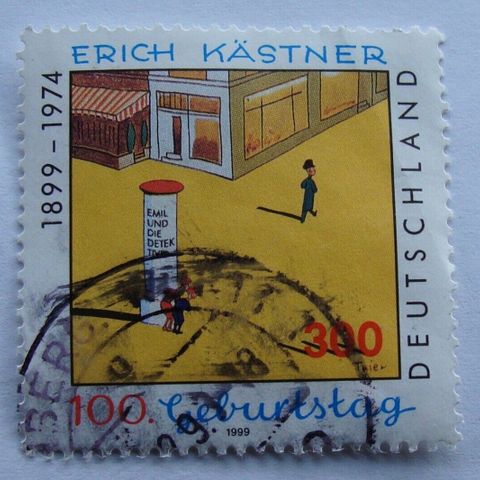 ERICH KÄSTNER
1899–1974
DEUTSCHLAND
EMIL
UND
DIE
DETEK
TIVE
300
Trier
100. Geburtstag
1999